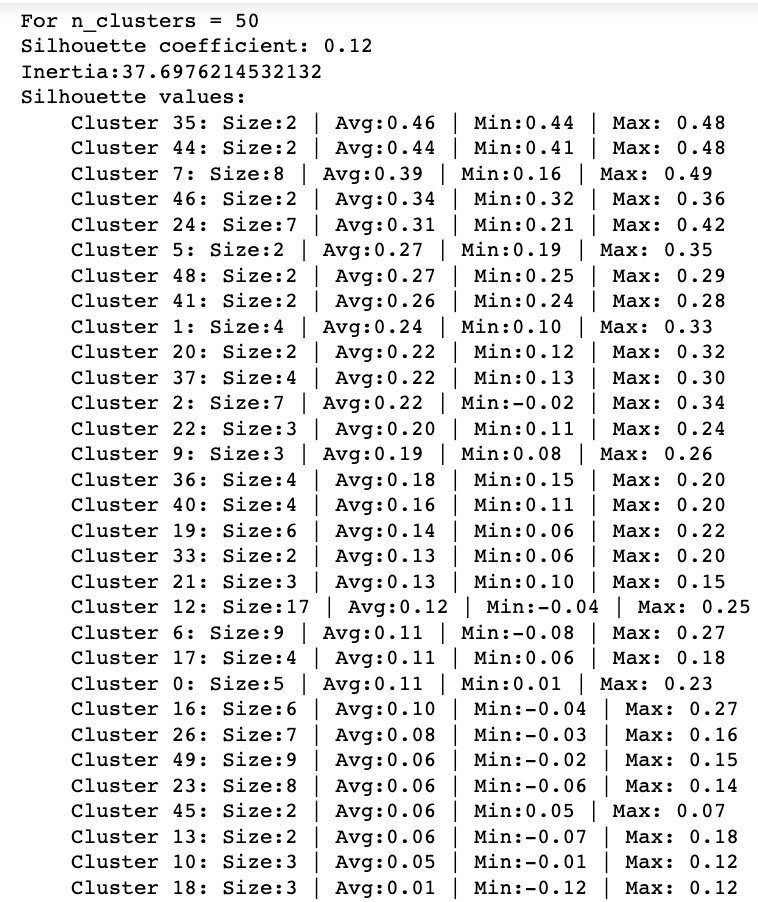 For n_clusters = 50
Silhouette coefficient: 0.12
Inertia:37.6976214532132
Silhouette values:
Cluster 35: Size:2 | Avg:0.46 | Min:0.44 | Max: 0.48
Cluster 44: Size:2 | Avg:0.44 | Min:0.41 | Max: 0.48
Cluster 7: Size:8 | Avg:0.39 | Min:0.16 | Max: 0.49
Cluster 46: Size:2 | Avg:0.34 | Min:0.32 | Max: 0.36
Cluster 24: Size:7 | Avg:0.31 | Min:0.21 | Max: 0.42
Cluster 5: Size:2 | Avg:0.27 | Min:0.19 | Max: 0.35
Cluster 48: Size:2 | Avg:0.27 | Min:0.25 | Max: 0.29
Cluster 41: Size:2 | Avg:0.26 | Min:0.24 | Max: 0.28
Cluster 1: Size:4 | Avg:0.24 | Min:0.10 | Max: 0.33
Cluster 20: Size:2 | Avg:0.22 | Min:0.12 | Max: 0.32
Cluster 37: Size:4 | Avg:0.22 | Min:0.13 | Max: 0.30
Cluster 2: Size:7 | Avg:0.22 | Min:-0.02 | Max: 0.34
Cluster 22: Size:3 | Avg:0.20 | Min:0.11 | Max: 0.24
Cluster 9: Size:3 | Avg:0.19 | Min:0.08 | Max: 0.26
Cluster 36: Size:4 | Avg:0.18 | Min:0.15 | Max: 0.20
Cluster 40: Size:4 | Avg:0.16 | Min:0.11 | Max: 0.20
Cluster 19: Size:6 | Avg:0.14 | Min:0.06 | Max: 0.22
Cluster 33: Size:2 | Avg:0.13 | Min:0.06 | Max: 0.20
Cluster 21: Size:3 | Avg:0.13 | Min:0.10 | Max: 0.15
Cluster 12: Size:17 | Avg:0.12 | Min:-0.04 | Max: 0.25
Cluster 6: Size:9 | Avg:0.11 | Min:-0.08 | Max: 0.27
Cluster 17: Size:4 | Avg:0.11 | Min:0.06 | Max: 0.18
Cluster 0: Size:5 | Avg:0.11 | Min:0.01 | Max: 0.23
Cluster 16: Size:6 | Avg:0.10 | Min:-0.04 | Max: 0.27
Cluster 26: Size:7 | Avg:0.08 | Min:-0.03 | Max: 0.16
Cluster 49: Size:9 | Avg:0.06 | Min:-0.02 | Max: 0.15
Cluster 23: Size:8 | Avg:0.06 | Min:-0.06 | Max: 0.14
Cluster 45: Size:2 | Avg:0.06 | Min:0.05 | Max: 0.07
Cluster 13: Size:2 | Avg:0.06 | Min:-0.07 | Max: 0.18
Cluster 10: Size:3 | Avg:0.05 | Min:-0.01 | Max: 0.12
Cluster 18: Size:3 | Avg:0.01 | Min:-0.12 | Max: 0.12